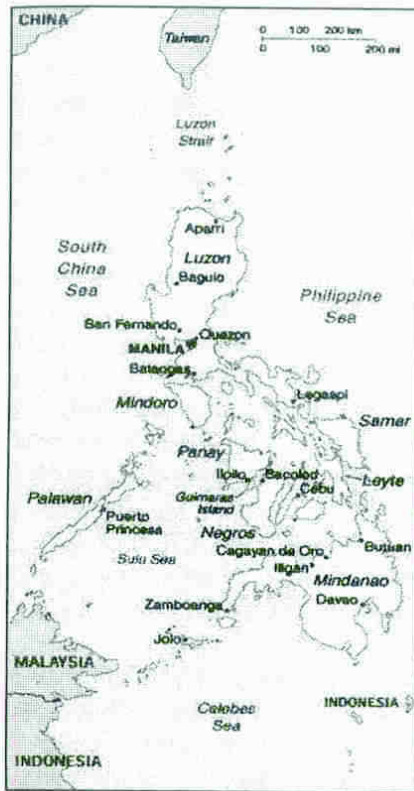 CHINA
Taiwan
0 100 200 km
0 100 200 mi
Luzon
Strait
Aparri
Luzon
South
China
Sea
Baguio
Philippine
Sea
San Fernando
Quezon
MANILA
Batangas
Legaspi
Mindoro
Samar
Panay
Iloilo
Bacolod
Leyte
Cebu
Palawan
Guimaras
Island
Puerto
Princesa
Negros
Sulu Sea
Cagayan de Oro
Butuan
Iligan
Mindanao
Zamboanga
Davao
Jolo
MALAYSIA
Celebes
Sea
INDONESIA
INDONESIA